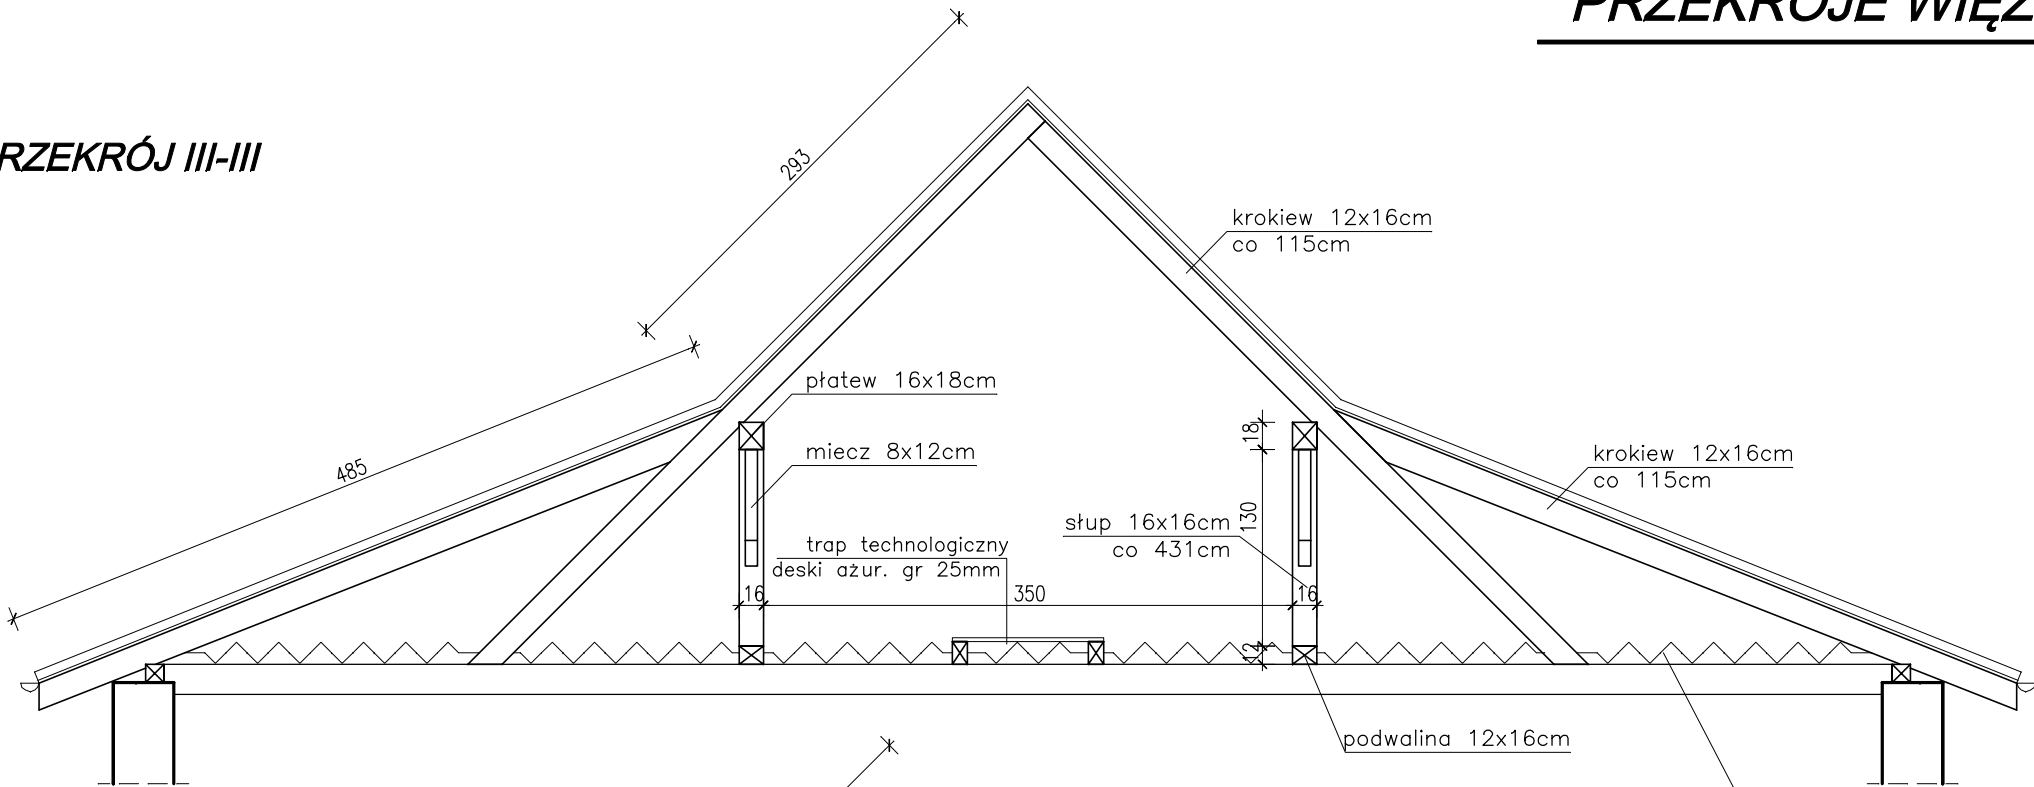 PRZEKROJE WIĘZ
RZEKRÓJ III-III
293
krokiew 12x16cm
co 115cm
485
płatew 16x18cm
miecz 8x12cm
18
krokiew 12x16cm
co 115cm
130
słup 16x16cm
co 431cm
trap technologiczny
deski ażur. gr 25mm
16
350
16
12
podwalina 12x16cm